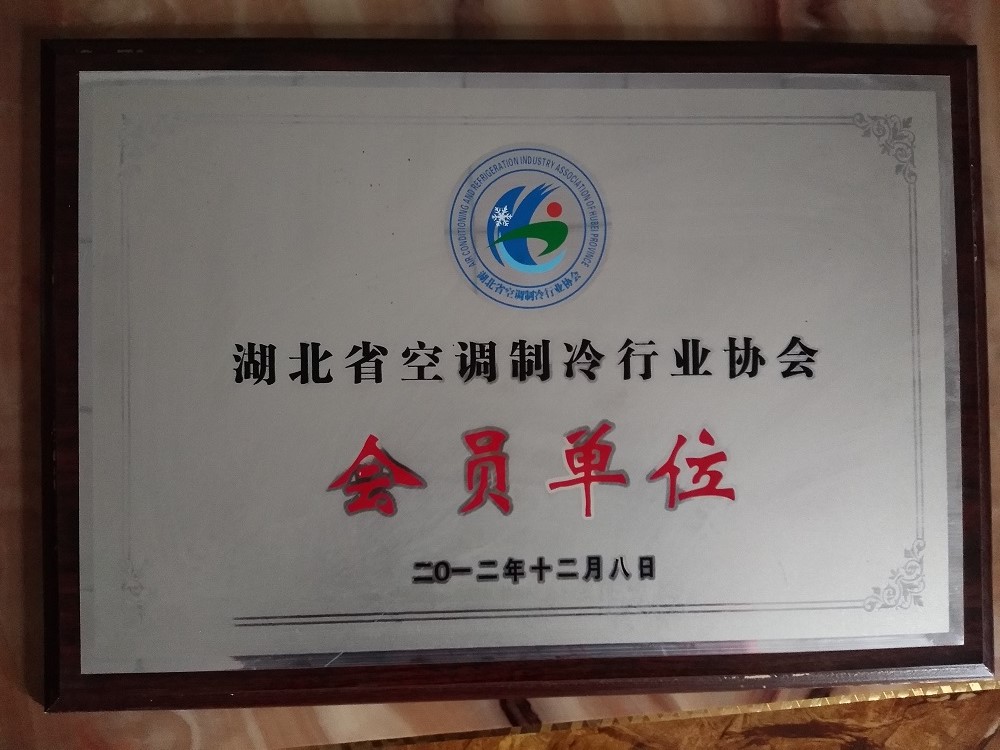 AIR CONDITIONING AND REFRIGERATION INDUSTRY ASSOCIATION OF HUBEI PROVINCE
湖北省空调制冷行业协会
湖北省空调制冷行业协会
会员单位
二〇一二年十二月八日